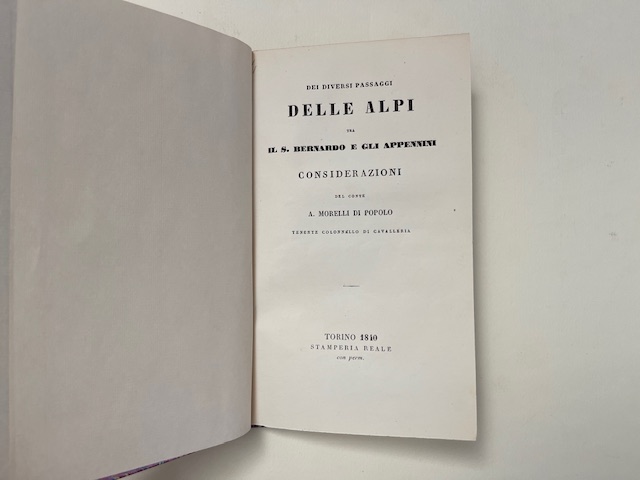 DEI DIVERSI PASSAGGI
DELLE ALPI
TRA
IL S. BERNARDO E GLI APPENNINI
CONSIDERAZIONI
DEL CONTE
A. MORELLI DI POPOLO
TENENTE COLONNELLO DI CAVALLERIA
TORINO 1840
STAMPERIA REALE
con perm.